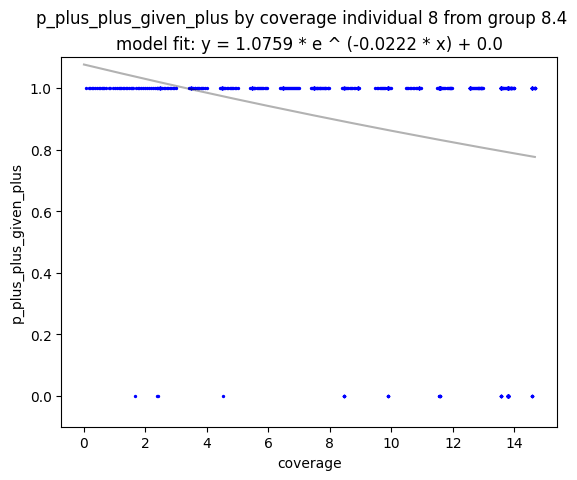 p_plus_plus_given_plus by coverage individual 8 from group 8.4
model fit: y = 1.0759 * e ^ (-0.0222 * x) + 0.0
1.0
0.8
0.6
0.4
0.2
0.0
p_plus_plus_given_plus
0 2 4 6 8 10 12 14
coverage